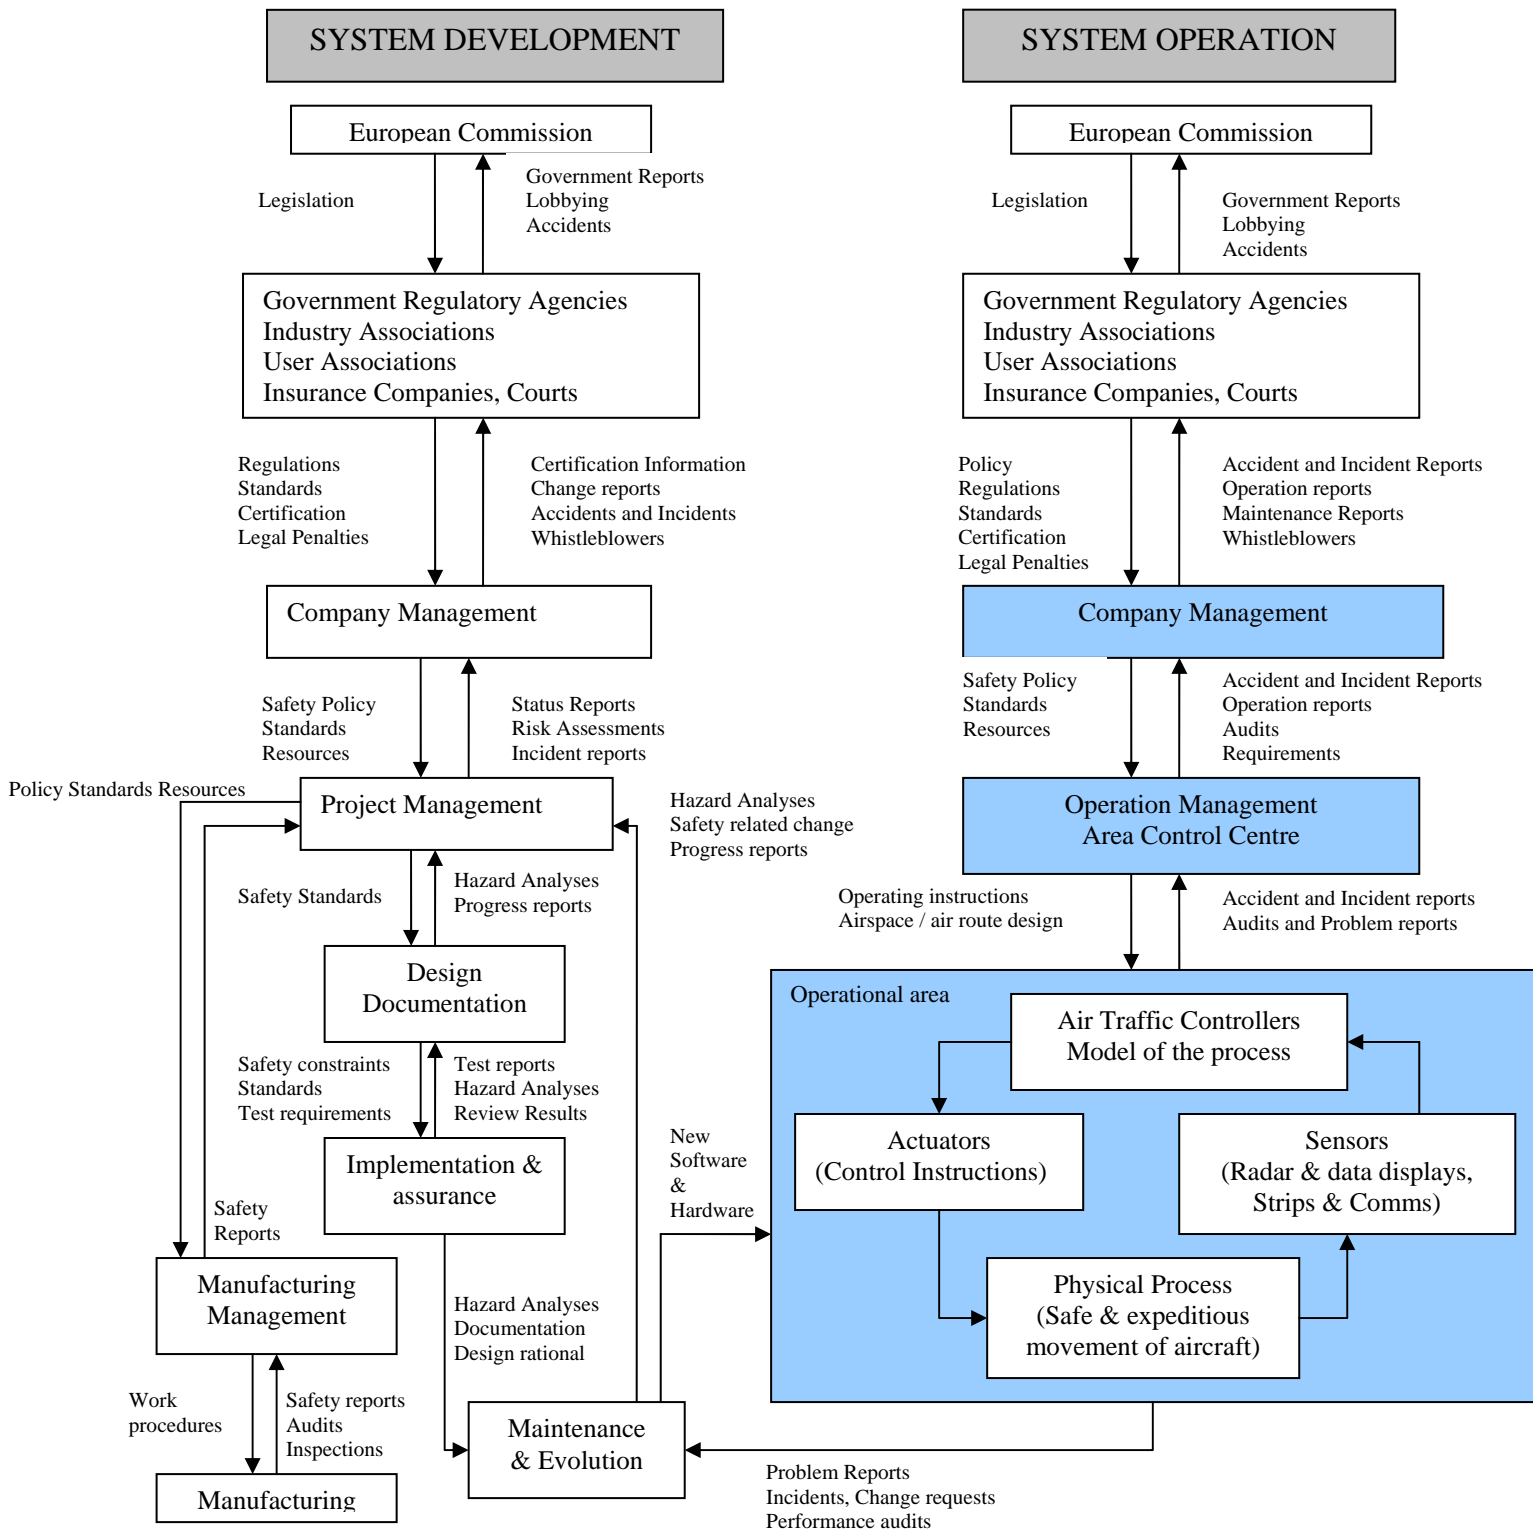 SYSTEM DEVELOPMENT
SYSTEM OPERATION
European Commission
European Commission
Legislation
Government Reports
Lobbying
Accidents
Legislation
Government Reports
Lobbying
Accidents
Government Regulatory Agencies
Industry Associations
User Associations
Insurance Companies, Courts
Government Regulatory Agencies
Industry Associations
User Associations
Insurance Companies, Courts
Regulations
Standards
Certification
Legal Penalties
Certification Information
Change reports
Accidents and Incidents
Whistleblowers
Policy
Regulations
Standards
Certification
Legal Penalties
Accident and Incident Reports
Operation reports
Maintenance Reports
Whistleblowers
Company Management
Company Management
Safety Policy
Standards
Resources
Status Reports
Risk Assessments
Incident reports
Safety Policy
Standards
Resources
Accident and Incident Reports
Operation reports
Audits
Requirements
Policy Standards Resources
Project Management
Hazard Analyses
Safety related change
Progress reports
Operation Management
Area Control Centre
Safety Standards
Hazard Analyses
Progress reports
Operating instructions
Airspace / air route design
Accident and Incident reports
Audits and Problem reports
Design
Documentation
Operational area
Air Traffic Controllers
Model of the process
Safety constraints
Standards
Test requirements
Test reports
Hazard Analyses
Review Results
New
Software
&
Hardware
Actuators
(Control Instructions)
Sensors
(Radar & data displays,
Strips & Comms)
Implementation &
assurance
Safety
Reports
Manufacturing
Management
Physical Process
(Safe & expeditious
movement of aircraft)
Hazard Analyses
Documentation
Design rational
Work
procedures
Safety reports
Audits
Inspections
Maintenance
& Evolution
Manufacturing
Problem Reports
Incidents, Change requests
Performance audits